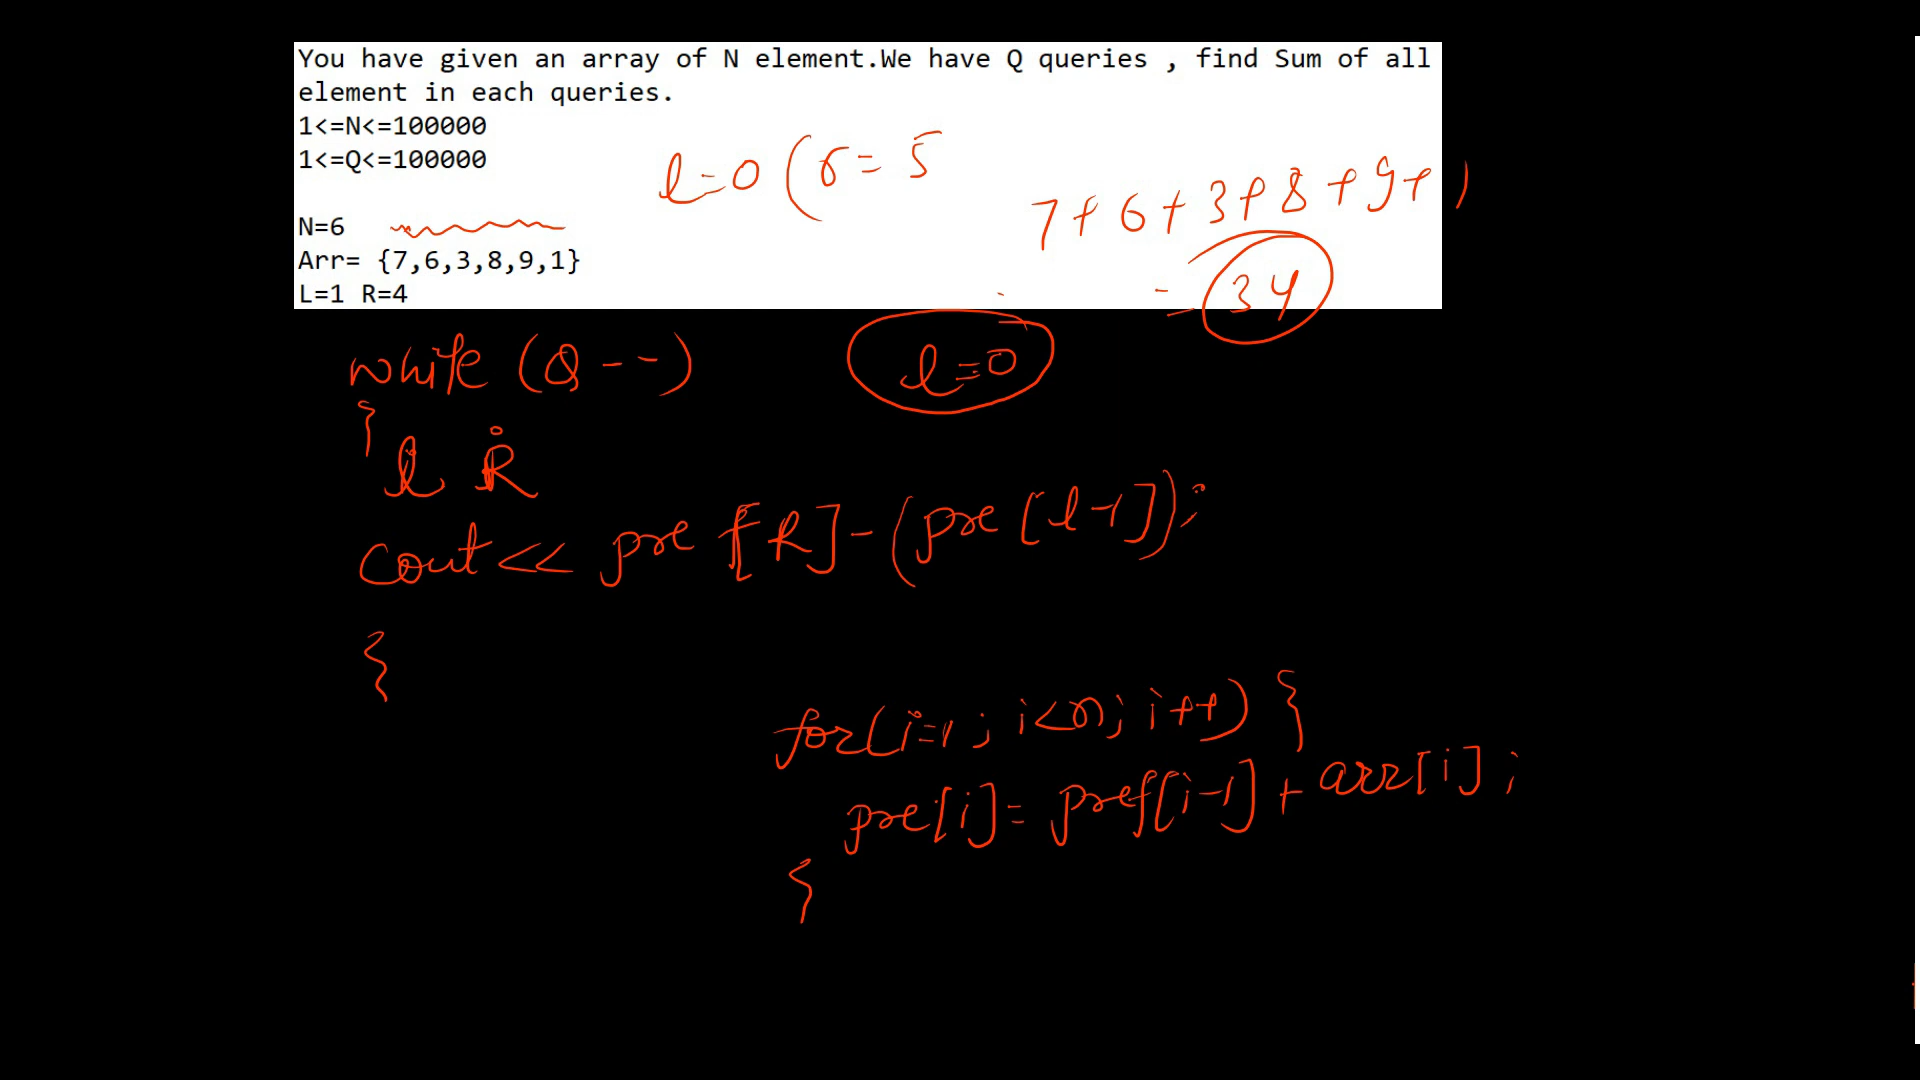 You have given an array of N element.We have Q queries , find Sum of all
element in each queries.
1<=N<=100000
1<=Q<=100000
l=0 (r=5
7+6+3+8+9+1
N=6
Arr= {7,6,3,8,9,1}
L=1 R=4
=34
while (Q--)
l=0
{
l R
cout << pre[R]-(pre[l-1]);
}
for(i=1; i<n; i++) {
pre[i]= pref[i-1]+arr[i];
}